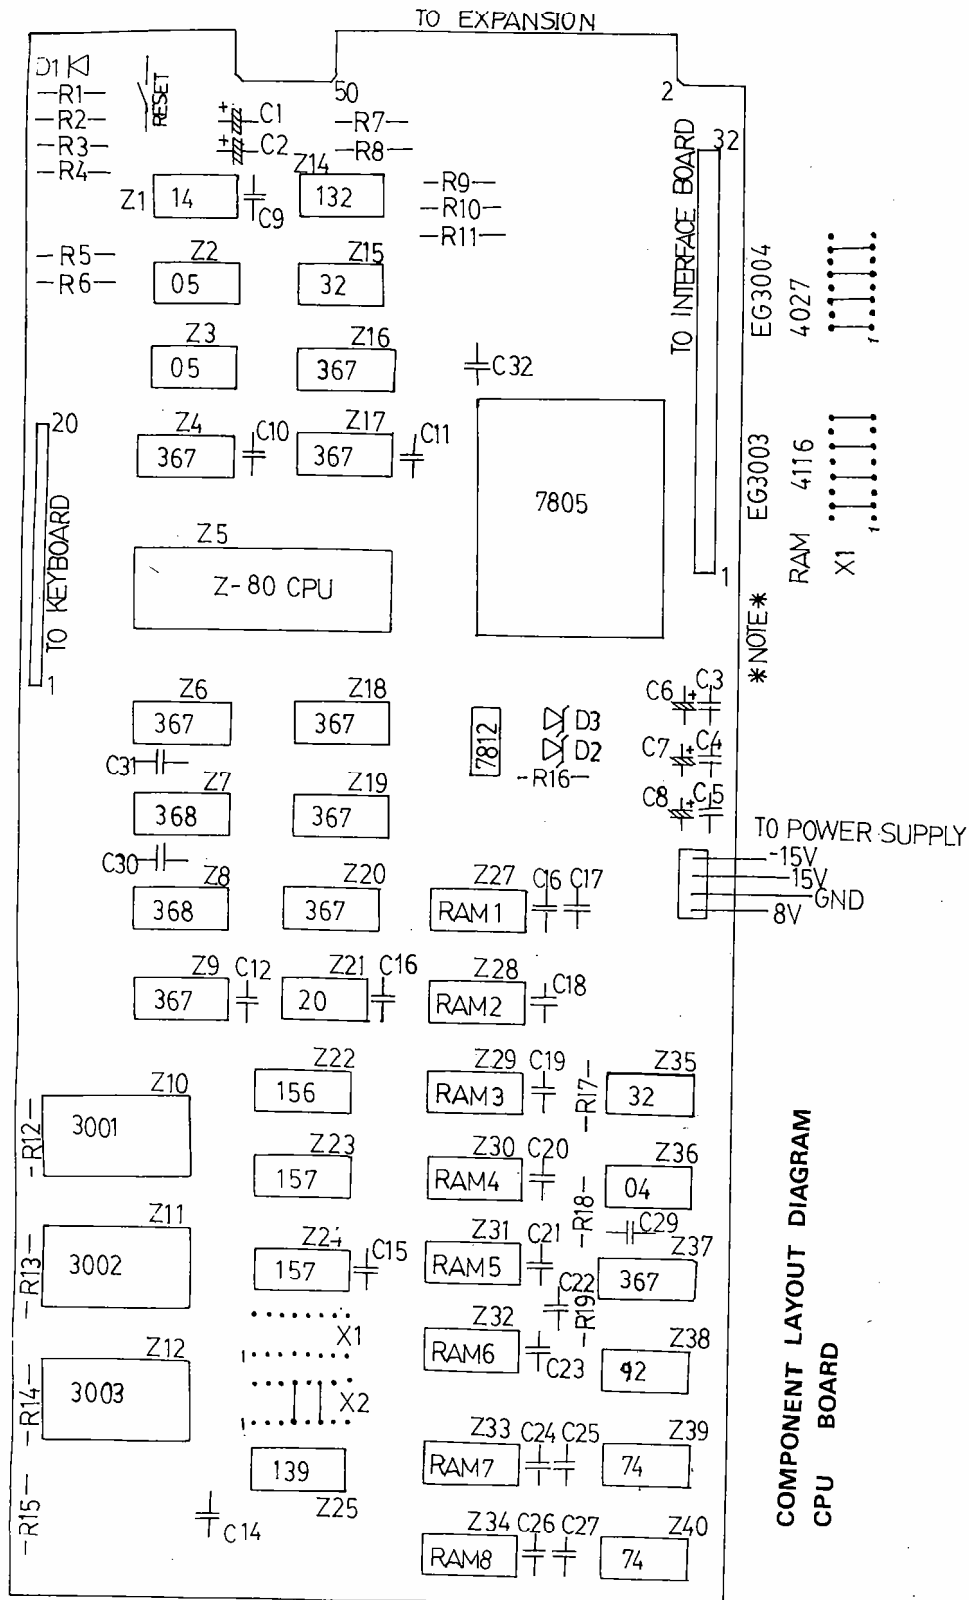 TO EXPANSION
D1
-R1-
-R2-
-R3-
-R4-
RESET
50
2
32
+ C1
+ C2
-R7-
-R8-
Z1
14
C9
Z14
132
-R9-
-R10-
-R11-
TO INTERFACE BOARD
-R5-
-R6-
Z2
05
Z15
32
Z3
05
Z16
367
C32
20
Z4
367
C10
Z17
367
C11
7805
TO KEYBOARD
1
Z5
Z-80 CPU
1
*NOTE*
EG3003
EG3004
RAM
4116
4027
X1
1
1
Z6
367
Z18
367
7812
D3
D2
-R16-
C6
+
C3
C7
+
C4
C8
+
C5
C31
Z7
368
Z19
367
C30
TO POWER SUPPLY
-15V
15V
GND
8V
Z8
368
Z20
367
Z27
RAM1
C16
C17
Z9
367
C12
Z21
20
C16
Z28
RAM2
C18
Z10
3001
-R12-
Z22
156
Z29
RAM3
C19
-R17-
Z35
32
Z23
157
Z30
RAM4
C20
-R18-
Z36
04
C29
Z11
3002
-R13-
Z24
157
C15
Z31
RAM5
C21
C22
-R19-
Z37
367
X1
1
Z12
3003
-R14-
X2
1
Z32
RAM6
C23
Z38
92
-R15-
C14
139
Z25
Z33
RAM7
C24
C25
Z39
74
Z34
RAM8
C26
C27
Z40
74
COMPONENT LAYOUT DIAGRAM
CPU BOARD